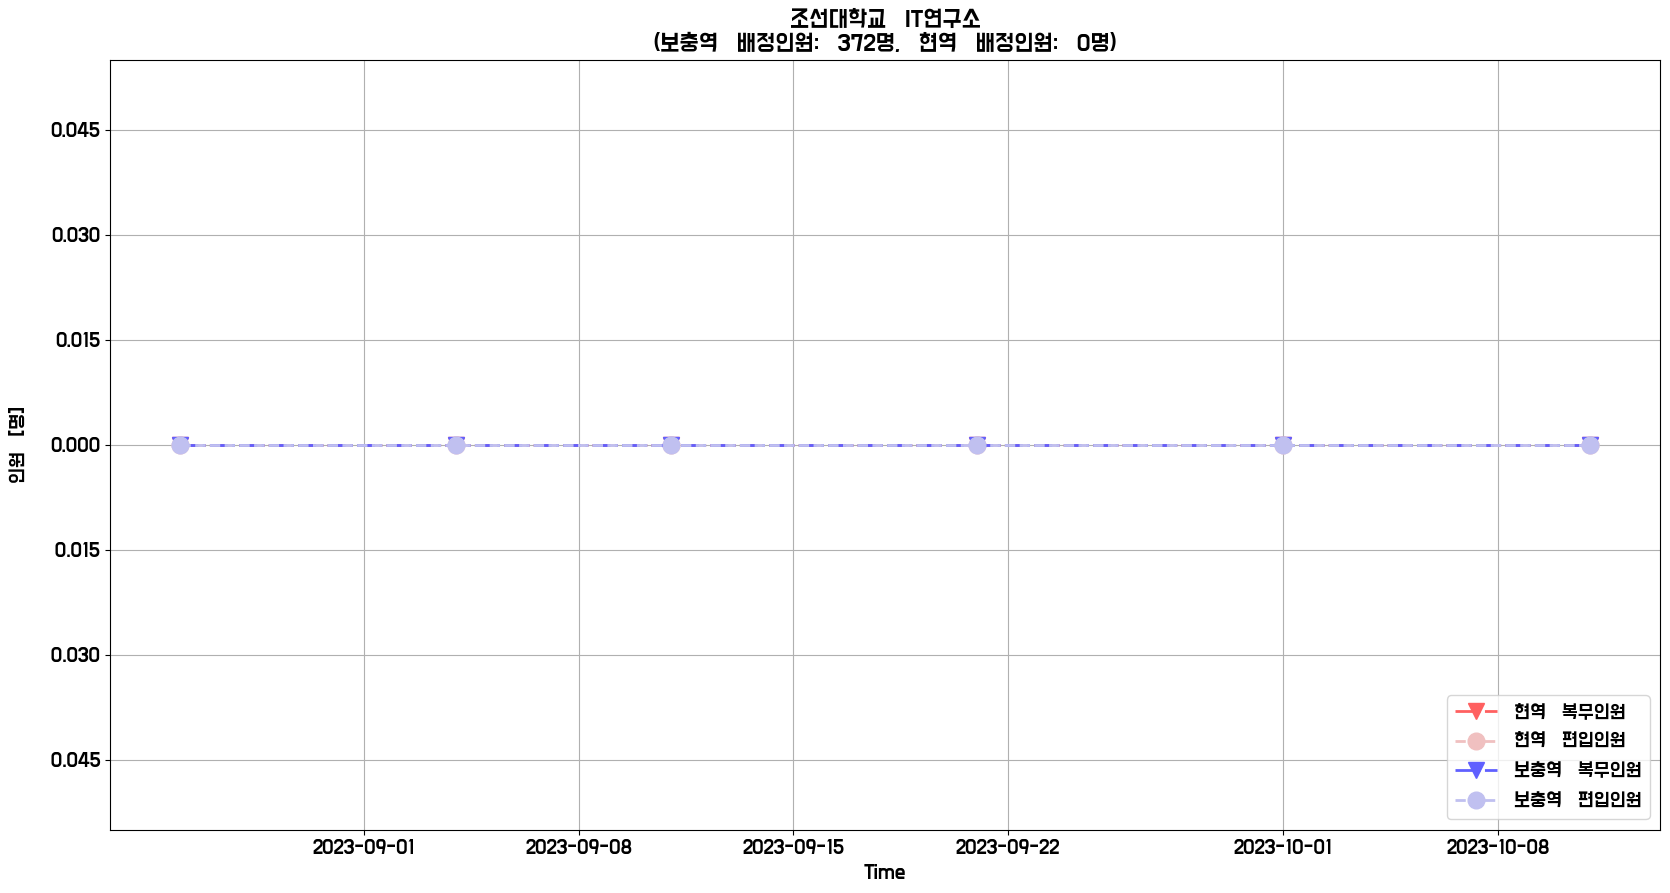 조선대학교 IT연구소
(보충역 배정인원: 372명, 현역 배정인원: 0명)
0.045
0.030
0.015
0.000
0.015
0.030
0.045
인원 [명]
현역 복무인원
현역 편입인원
보충역 복무인원
보충역 편입인원
2023-09-01 2023-09-08 2023-09-15 2023-09-22 2023-10-01 2023-10-08
Time